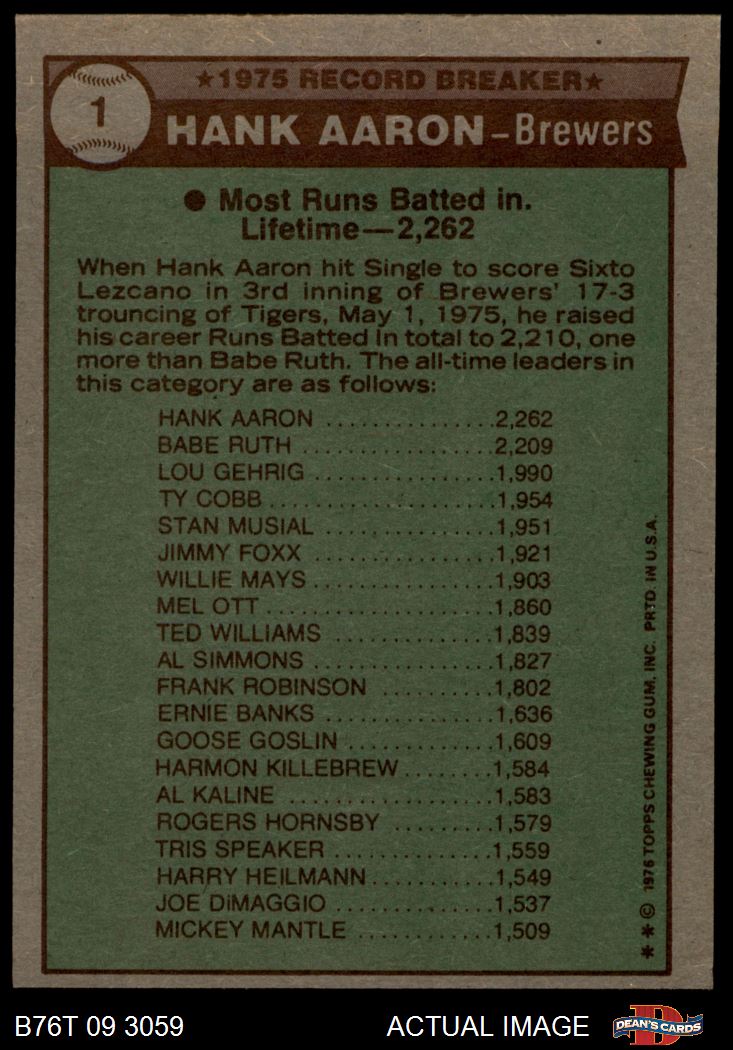 ★1975 RECORD BREAKER★
1
HANK AARON–Brewers
● Most Runs Batted in.
Lifetime—2,262
When Hank Aaron hit Single to score Sixto
Lezcano in 3rd inning of Brewers' 17-3
trouncing of Tigers, May 1, 1975, he raised
his career Runs Batted In total to 2,210, one
more than Babe Ruth. The all-time leaders in
this category are as follows:
HANK AARON ...............2,262
BABE RUTH ................2,209
LOU GEHRIG ...............1,990
TY COBB...................1,954
STAN MUSIAL ..............1,951
JIMMY FOXX ...............1,921
WILLIE MAYS ..............1,903
MEL OTT ..................1,860
TED WILLIAMS .............1,839
AL SIMMONS ...............1,827
FRANK ROBINSON ..........1,802
ERNIE BANKS ..............1,636
GOOSE GOSLIN ............1,609
HARMON KILLEBREW ........1,584
AL KALINE ................1,583
ROGERS HORNSBY .........1,579
TRIS SPEAKER .............1,559
HARRY HEILMANN ..........1,549
JOE DiMAGGIO .............1,537
MICKEY MANTLE ...........1,509
** © 1976 TOPPS CHEWING GUM, INC. PRTD. IN U.S.A.
B76T 09 3059
ACTUAL IMAGE
D
DEAN'S CARDS